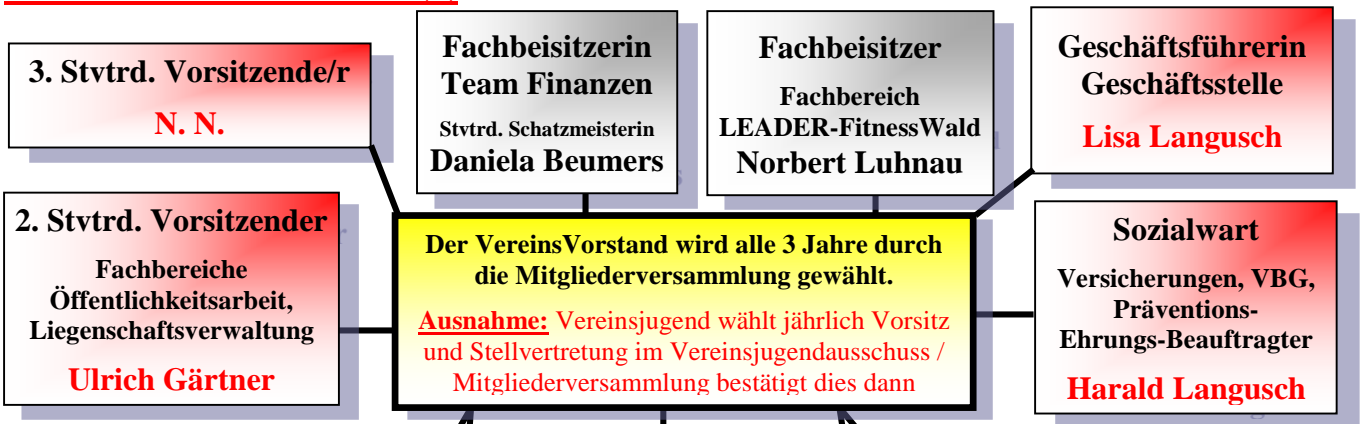 3. Stvtrd. Vorsitzende/r
N. N.
Fachbeisitzerin
Team Finanzen
Stvtrd. Schatzmeisterin
Daniela Beumers
Fachbeisitzer
Fachbereich
LEADER-FitnessWald
Norbert Luhnau
Geschäftsführerin
Geschäftsstelle
Lisa Langusch
2. Stvtrd. Vorsitzender
Fachbereiche
Öffentlichkeitsarbeit,
Liegenschaftsverwaltung
Ulrich Gärtner
Der VereinsVorstand wird alle 3 Jahre durch
die Mitgliederversammlung gewählt.
Ausnahme: Vereinsjugend wählt jährlich Vorsitz
und Stellvertretung im Vereinsjugendausschuss /
Mitgliederversammlung bestätigt dies dann
Sozialwart
Versicherungen, VBG,
Präventions-
Ehrungs-Beauftragter
Harald Langusch